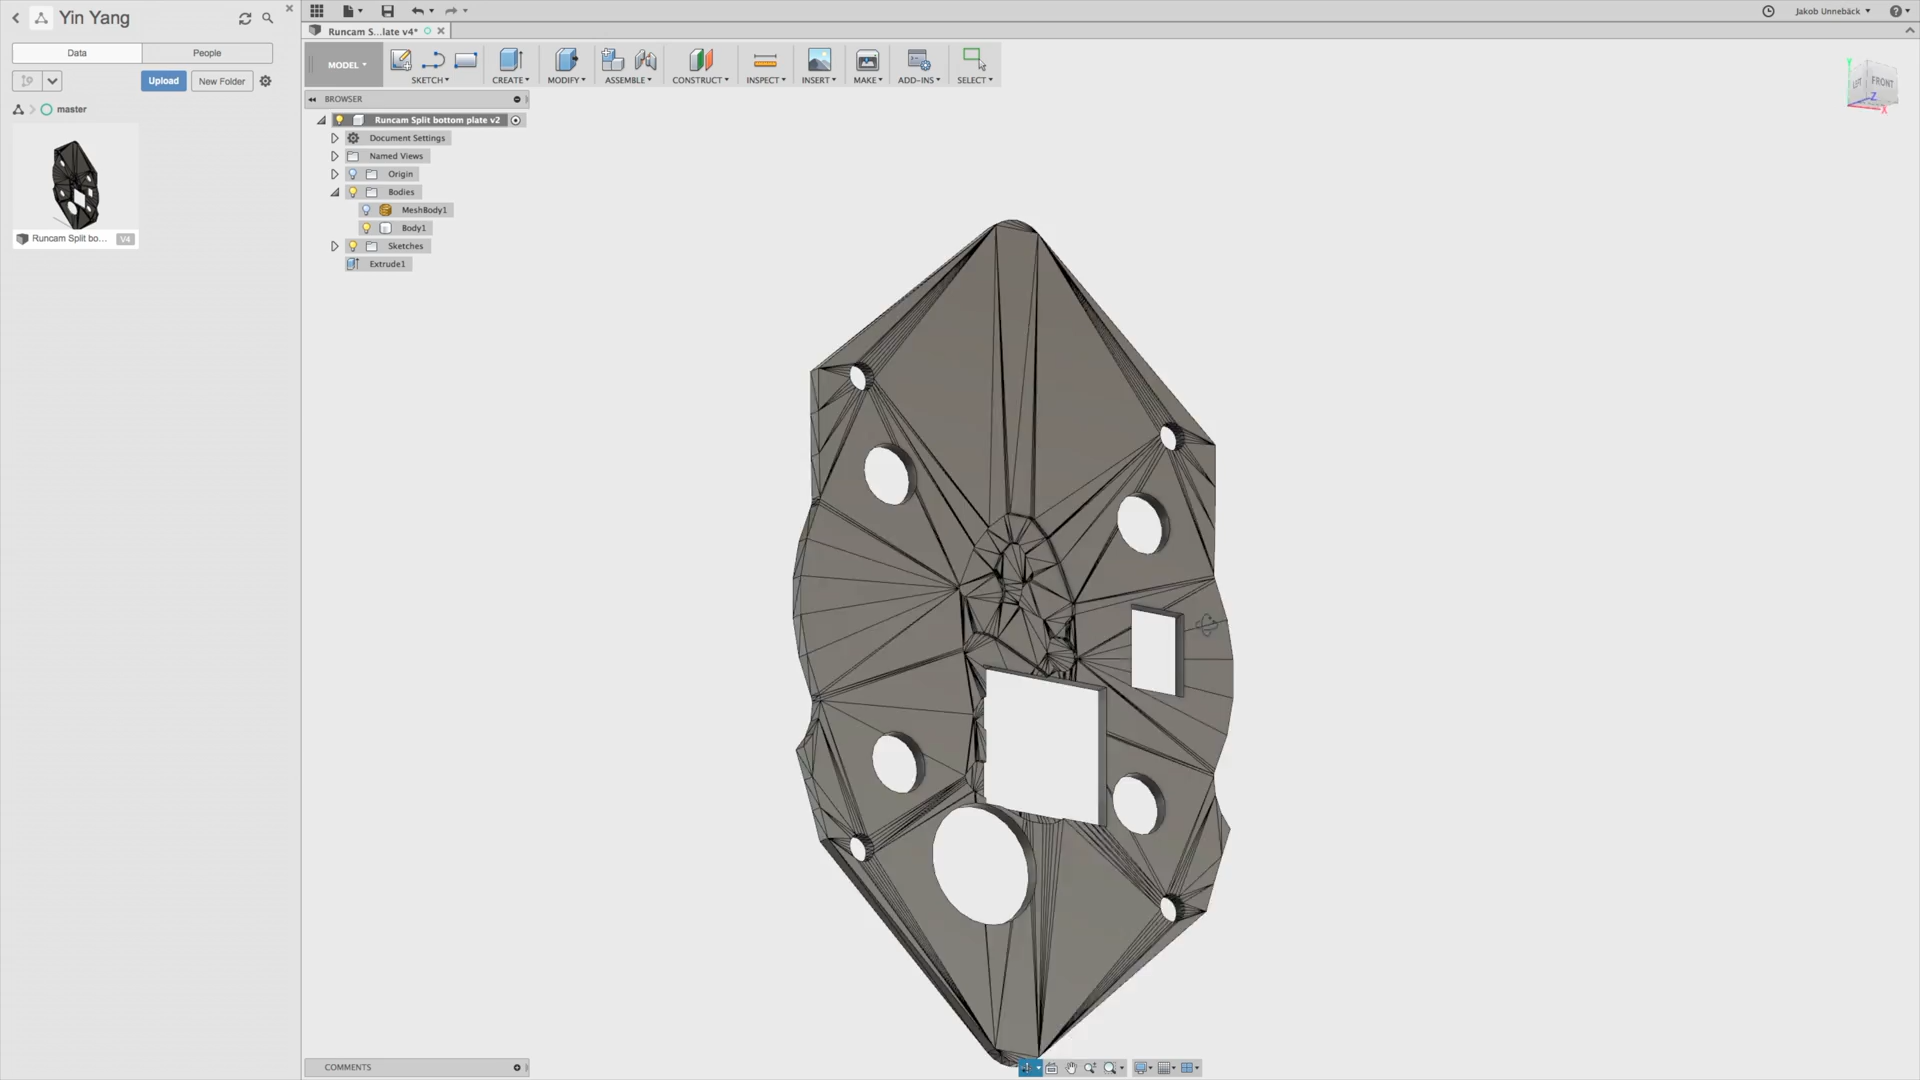 Yin Yang
Data
People
Upload
New Folder
master
Runcam Split bo...
V4
Jakob Unnebäck
Runcam S...late v4*
MODEL
SKETCH
CREATE
MODIFY
ASSEMBLE
CONSTRUCT
INSPECT
INSERT
MAKE
ADD-INS
SELECT
BROWSER
Runcam Split bottom plate v2
Document Settings
Named Views
Origin
Bodies
MeshBody1
Body1
Sketches
Extrude1
Y
LEFT
FRONT
Z
X
COMMENTS